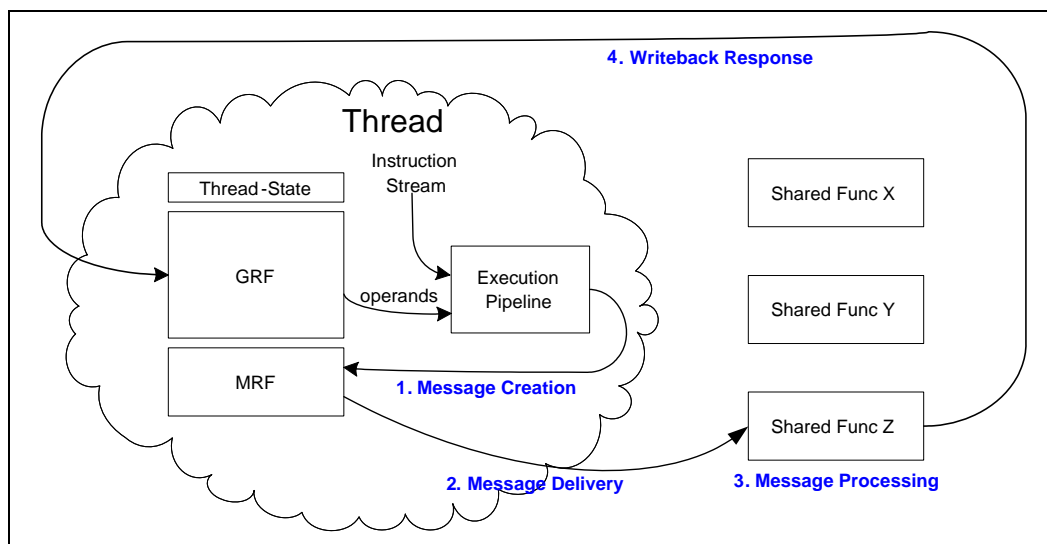 4. Writeback Response
Thread
Instruction
Stream
Thread-State
Shared Func X
GRF
operands
Execution
Pipeline
Shared Func Y
MRF
1. Message Creation
Shared Func Z
2. Message Delivery
3. Message Processing